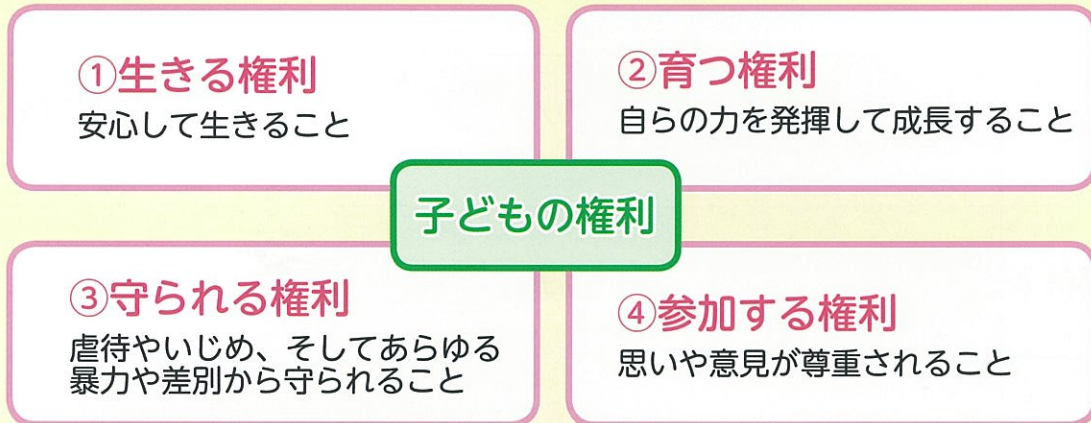 ①生きる権利
安心して生きること
②育つ権利
自らの力を発揮して成長すること
子どもの権利
③守られる権利
虐待やいじめ、そしてあらゆる
暴力や差別から守られること
④参加する権利
思いや意見が尊重されること